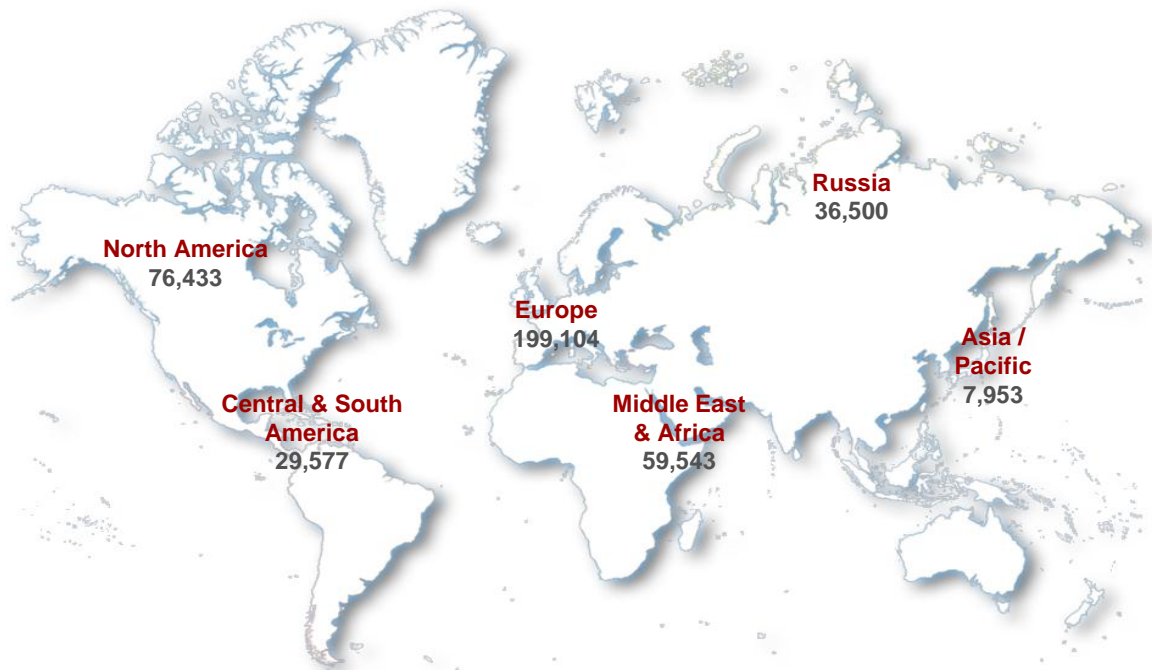 Russia
36,500
North America
76,433
Europe
199,104
Asia /
Pacific
7,953
Central & South
America
29,577
Middle East
& Africa
59,543